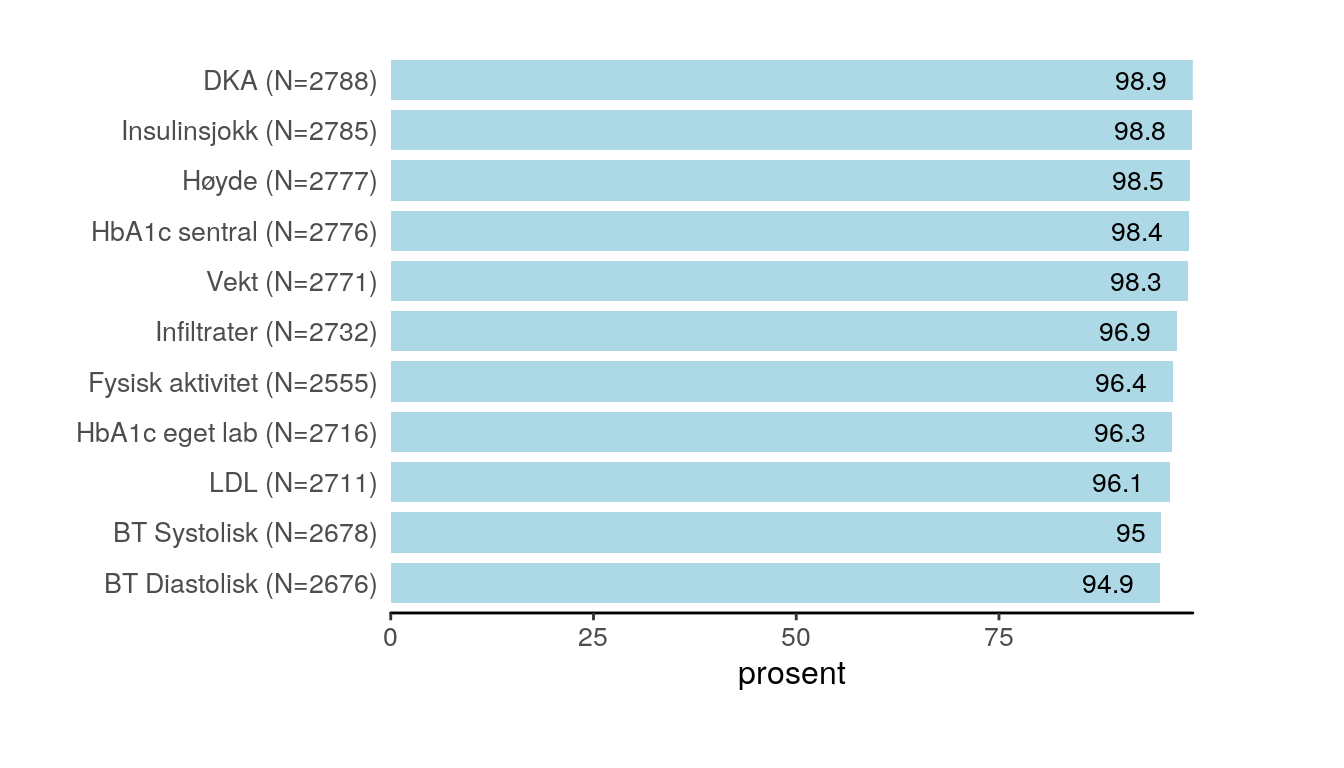 DKA (N=2788) 98.9
Insulinsjokk (N=2785) 98.8
Høyde (N=2777) 98.5
HbA1c sentral (N=2776) 98.4
Vekt (N=2771) 98.3
Infiltrater (N=2732) 96.9
Fysisk aktivitet (N=2555) 96.4
HbA1c eget lab (N=2716) 96.3
LDL (N=2711) 96.1
BT Systolisk (N=2678) 95
BT Diastolisk (N=2676) 94.9
0 25 50 75
prosent